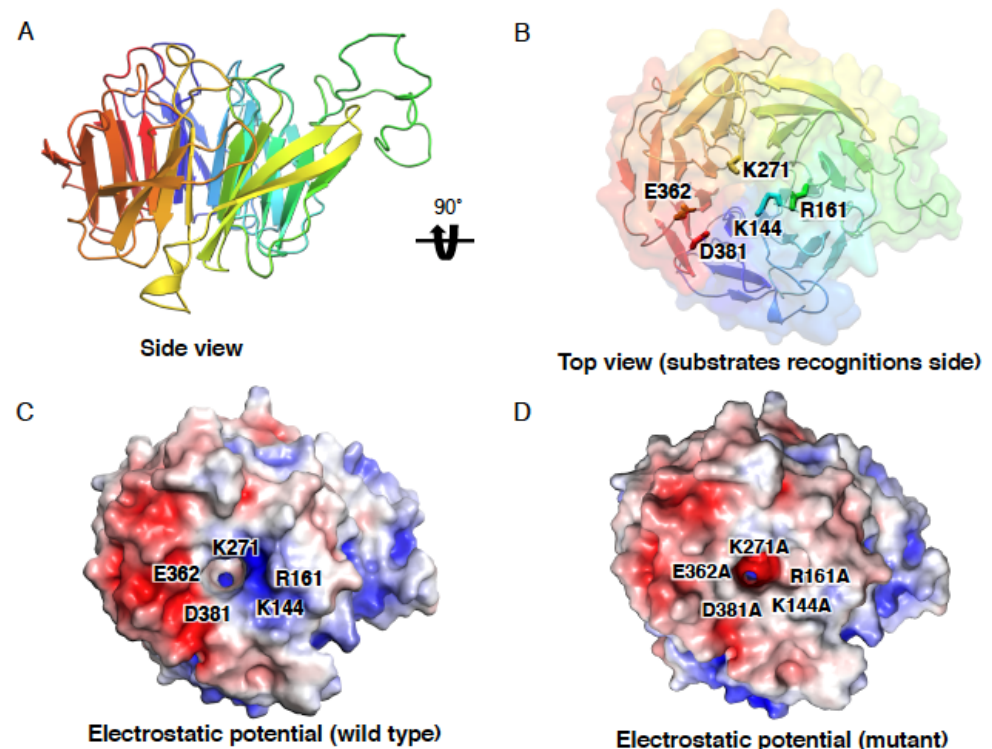 A
90°
Side view
B
K271
E362
R161
K144
D381
Top view (substrates recognitions side)
C
K271
E362
R161
D381
K144
Electrostatic potential (wild type)
D
K271A
E362A
R161A
D381A
K144A
Electrostatic potential (mutant)